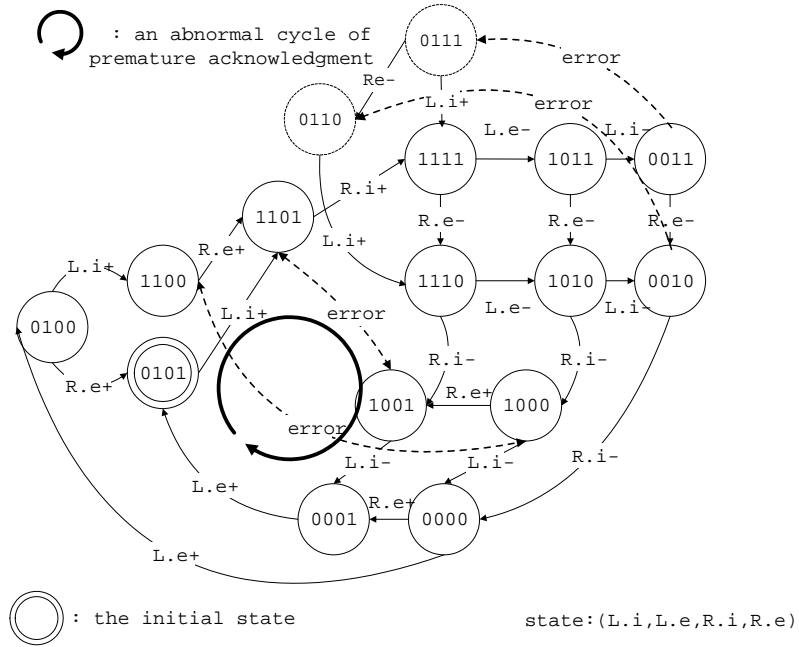 : an abnormal cycle of
premature acknowledgment
0111
error
Re-
L.i+
error
0110
L.e-
L.i-
1111
1011
0011
R.i+
1101
R.e-
R.e-
R.e-
R.e+
L.i+
L.i+
1100
1110
1010
0010
L.e-
L.i-
L.i+
error
0100
R.i-
R.i-
0101
R.e+
R.e+
1001
1000
error
R.i-
L.i-
L.i-
L.e+
R.e+
0001
0000
L.e+
: the initial state
state:(L.i,L.e,R.i,R.e)